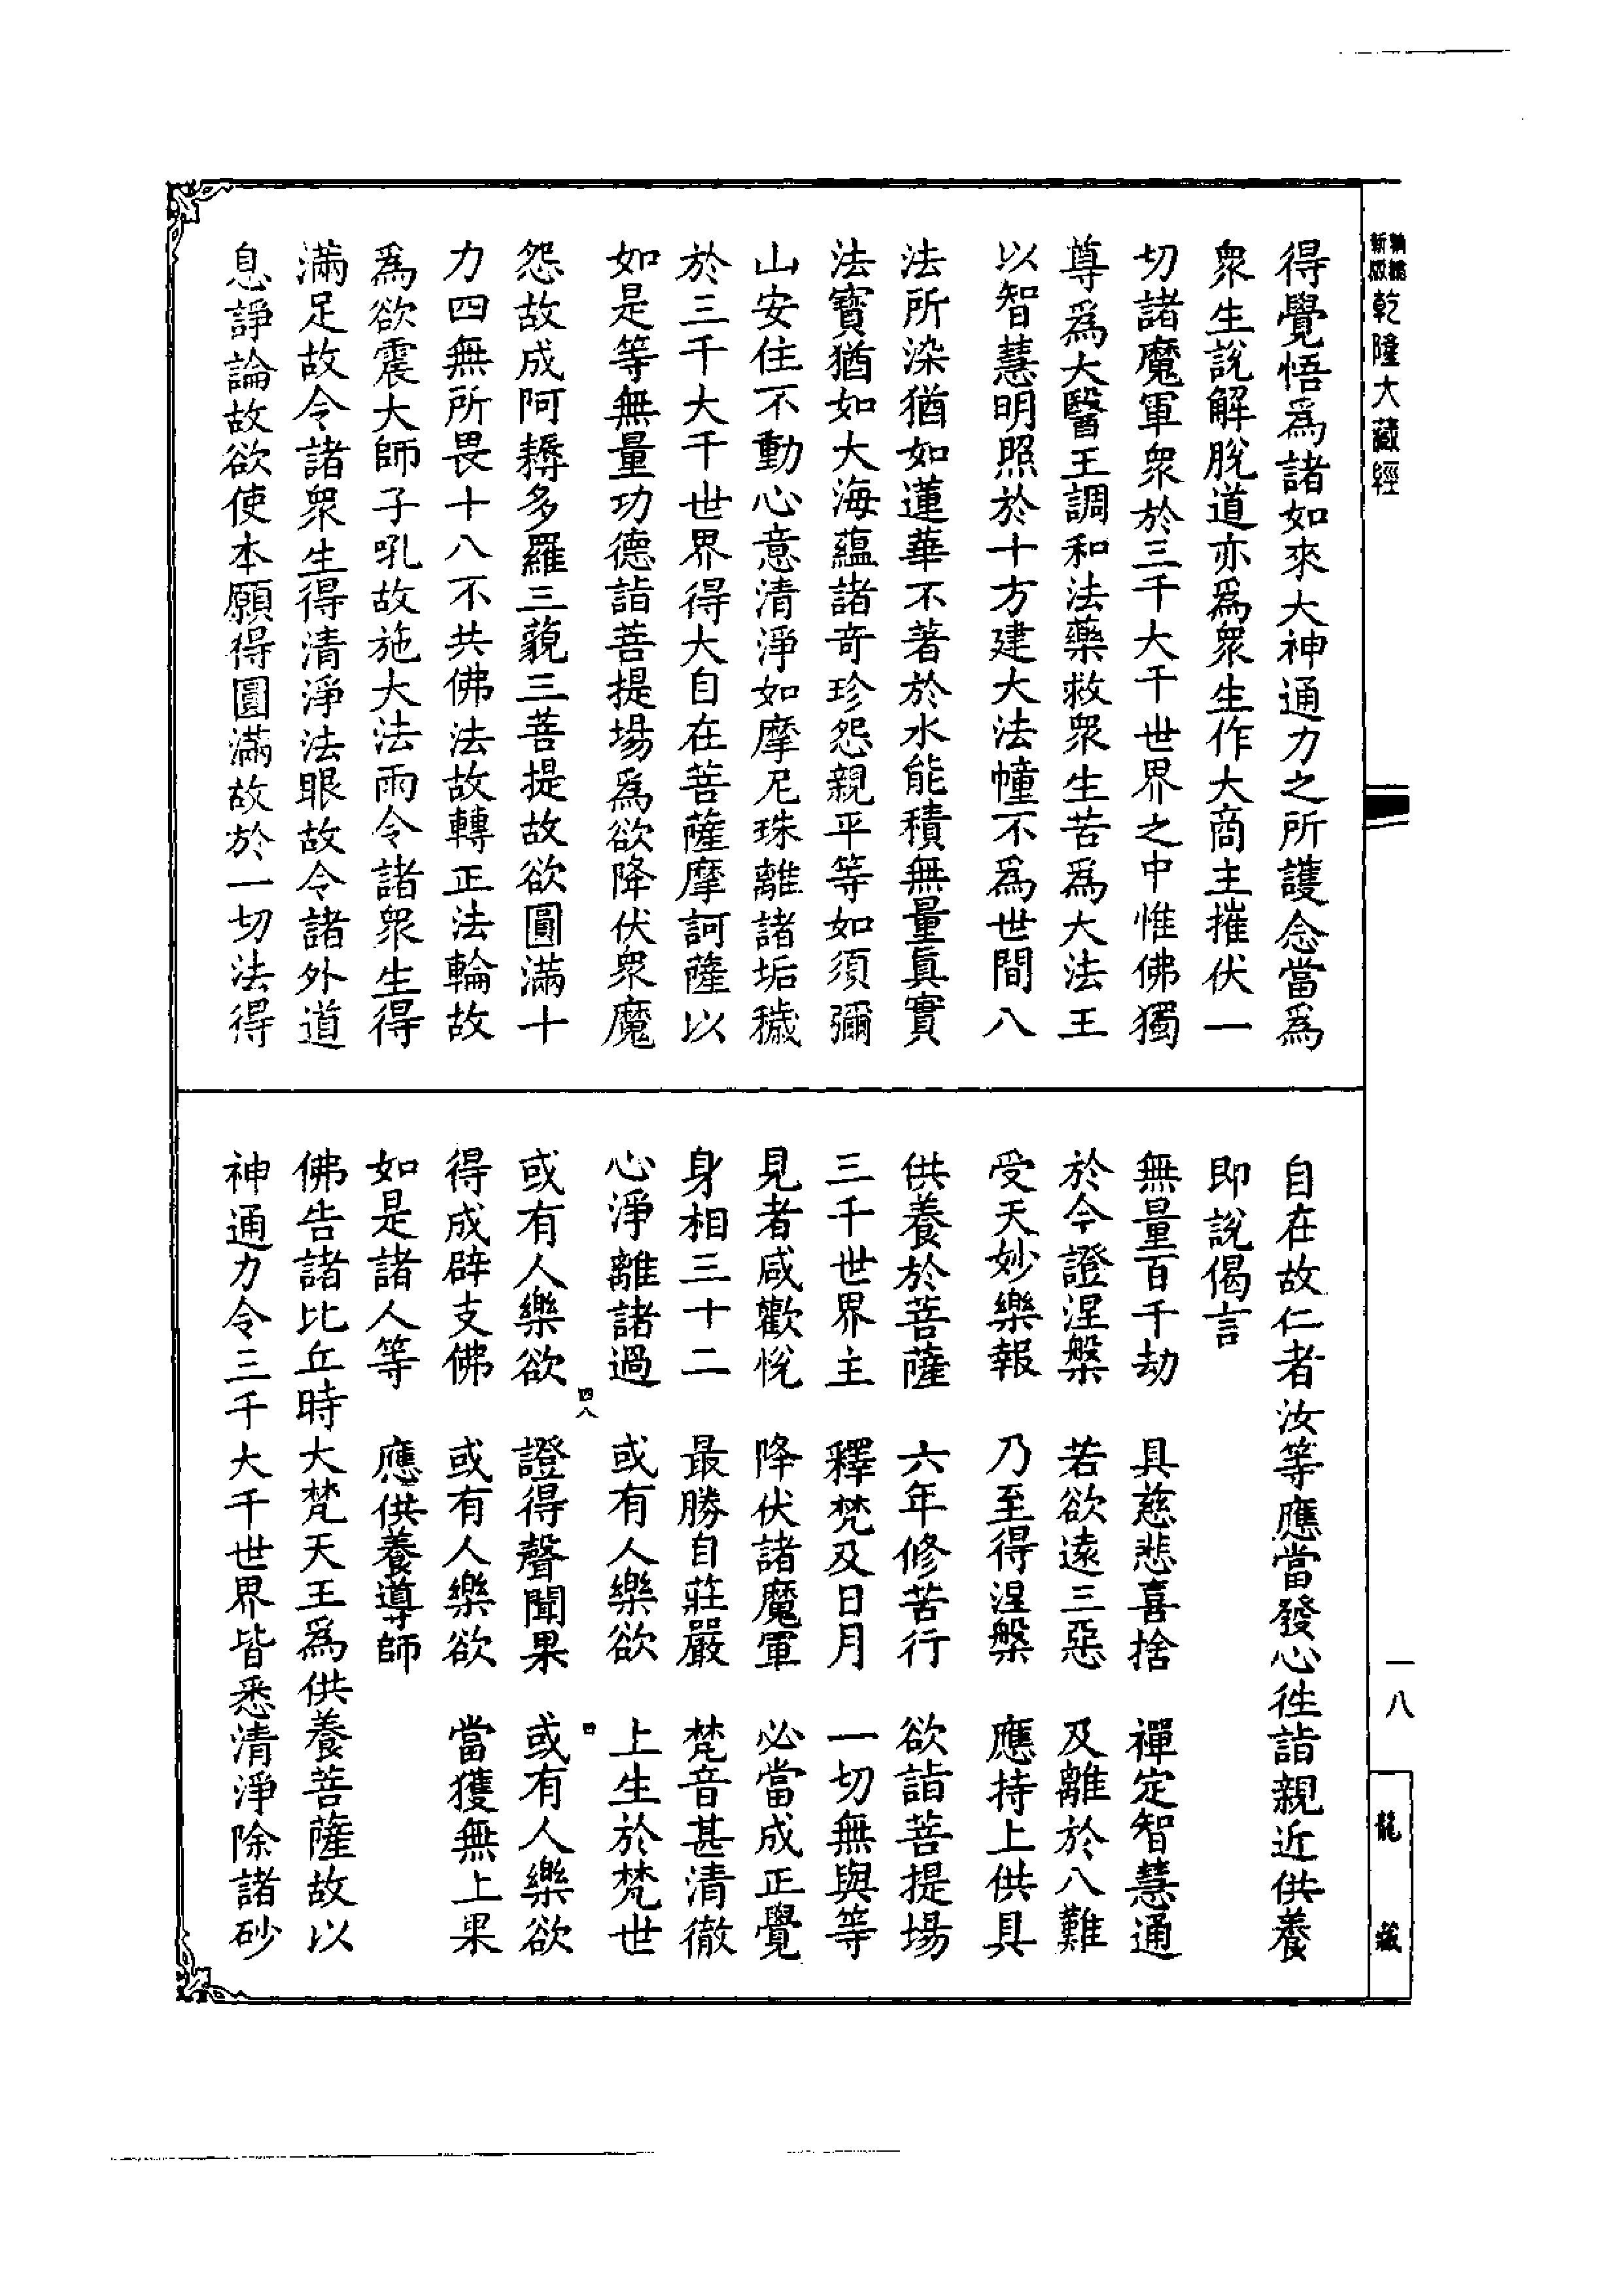 新版
乾隆大藏經
得覺悟爲諸如來大神通力之所護念當爲
衆生說解脫道亦爲衆生作大商主摧伏一
切諸魔軍衆於三千大千世界之中惟佛獨
尊爲大醫王調和法藥救衆生苦爲大法王
以智慧明照於十方建大法幢不爲世間八
法所染猶如蓮華不著於水能積無量真實
法寶猶如大海蘊諸奇珍怨親平等如須彌
山安住不動心意清淨如摩尼珠離諸垢穢
於三千大千世界得大自在菩薩摩訶薩以
如是等無量功德詣菩提場爲欲降伏衆魔
怨故成阿耨多羅三藐三菩提故欲圓滿十
力四無所畏十八不共佛法故轉正法輪故
爲欲震大師子吼故施大法雨令諸衆生得
滿足故令諸衆生得清淨法眼故令諸外道
息諍論故欲使本願得圓滿故於一切法得
自在故仁者汝等應當發心徃詣親近供養
即說偈言
無量百千劫 具慈悲喜捨 禪定智慧通
於今證涅槃 若欲遠三惡 及離於八難
受天妙樂報 乃至得涅槃 應持上供具
供養於菩薩 六年修苦行 欲詣菩提場
三千世界主 釋梵及日月 一切無與等
見者咸歡悅 降伏諸魔軍 必當成正覺
身相三十二 最勝自莊嚴 梵音甚清徹
心淨離諸過 或有人樂欲 上生於梵世
四八 四
或有人樂欲 證得聲聞果 或有人樂欲
得成辟支佛 或有人樂欲 當獲無上果
如是諸人等 應供養導師
佛告諸比丘時大梵天王爲供養菩薩故以
神通力令三千大千世界皆悉清淨除諸砂
一八
龍藏